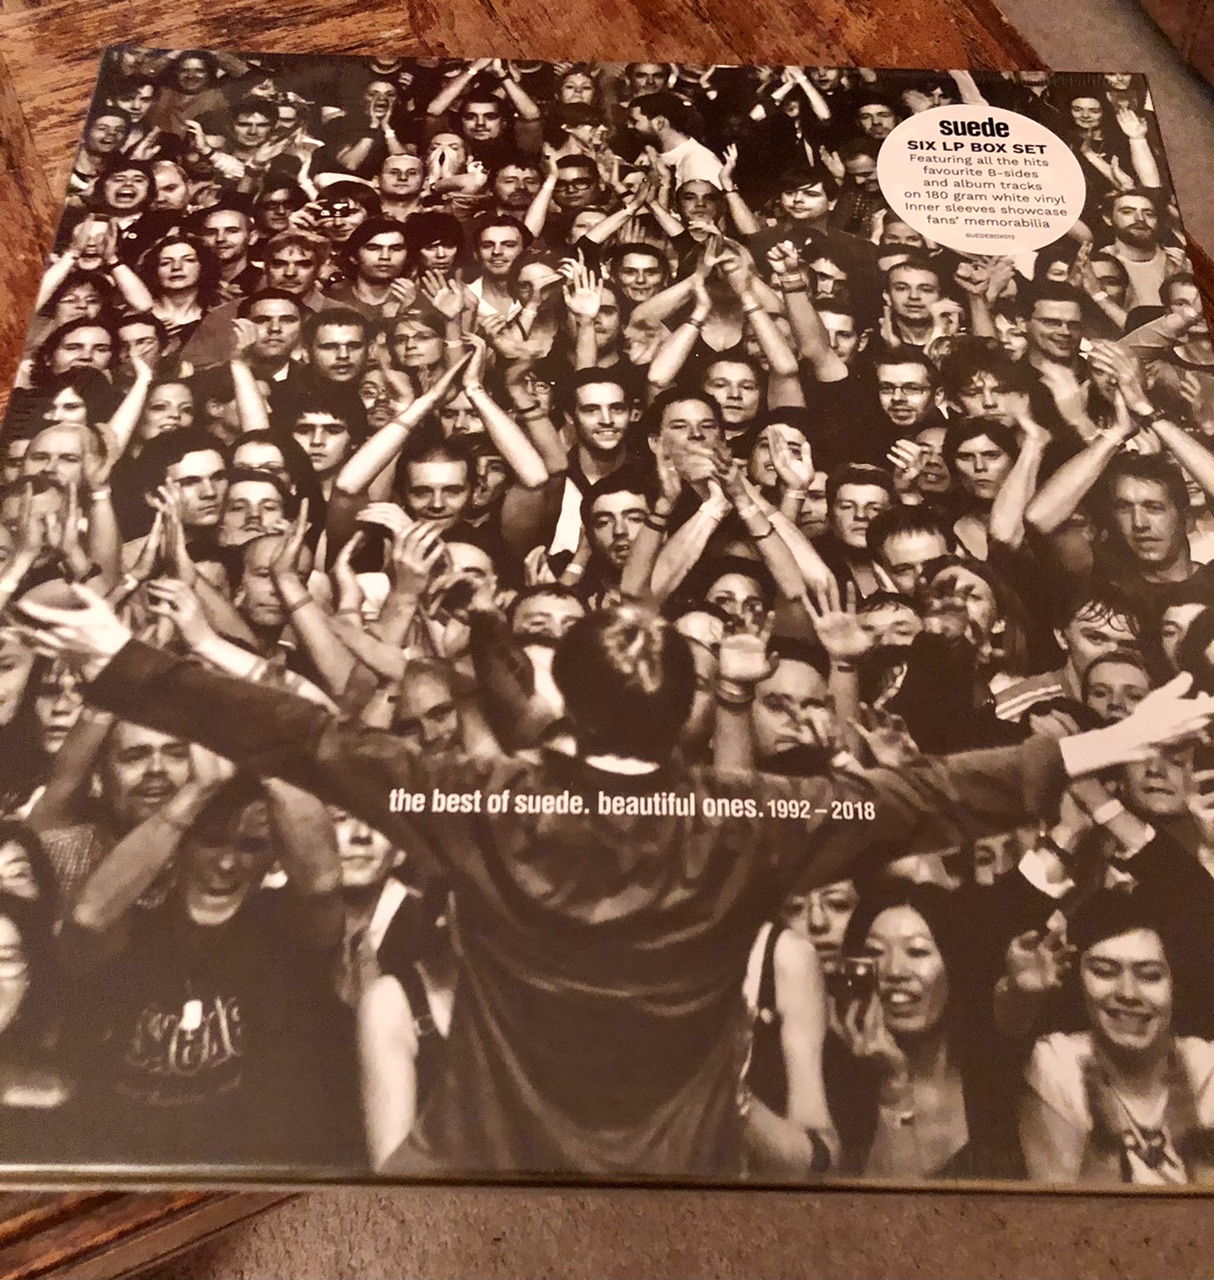 suede
SIX LP BOX SET
Featuring all the hits
favourite B-sides
and album tracks
on 180 gram white vinyl
Inner sleeves showcase
fans' memorabilia
SUEDEBOX012
the best of suede. beautiful ones. 1992 – 2018